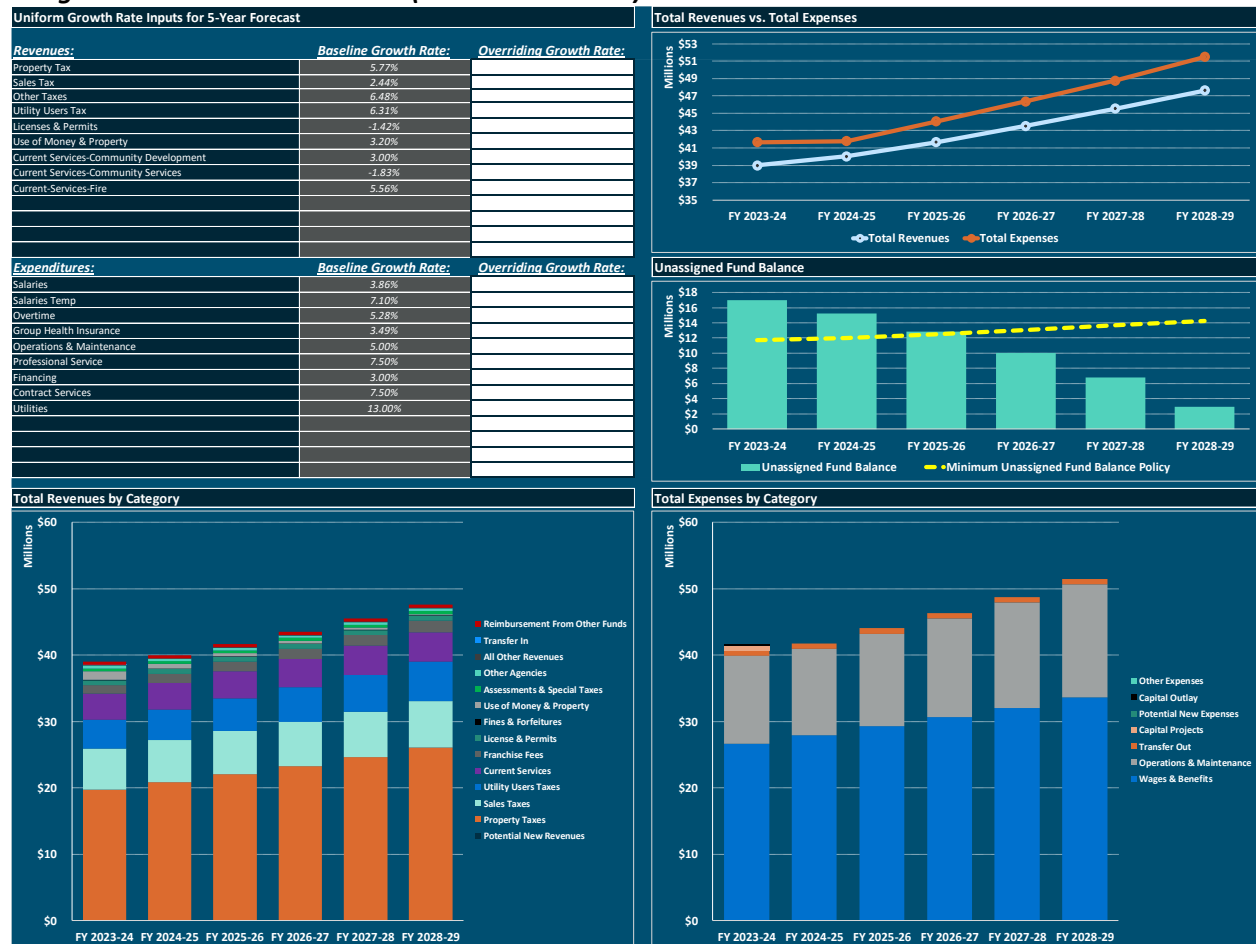 Uniform Growth Rate Inputs for 5-Year Forecast
Revenues: Baseline Growth Rate: Overriding Growth Rate:
Property Tax 5.77%
Sales Tax 2.44%
Other Taxes 6.48%
Utility Users Tax 6.31%
Licenses & Permits -1.42%
Use of Money & Property 3.20%
Current Services-Community Development 3.00%
Current Services-Community Services -1.83%
Current-Services-Fire 5.56%
Expenditures: Baseline Growth Rate: Overriding Growth Rate:
Salaries 3.86%
Salaries Temp 7.10%
Overtime 5.28%
Group Health Insurance 3.49%
Operations & Maintenance 5.00%
Professional Service 7.50%
Financing 3.00%
Contract Services 7.50%
Utilities 13.00%
Total Revenues vs. Total Expenses
Millions
$53
$51
$49
$47
$45
$43
$41
$39
$37
$35
FY 2023-24 FY 2024-25 FY 2025-26 FY 2026-27 FY 2027-28 FY 2028-29
Total Revenues Total Expenses
Unassigned Fund Balance
Millions
$18
$16
$14
$12
$10
$8
$6
$4
$2
$0
FY 2023-24 FY 2024-25 FY 2025-26 FY 2026-27 FY 2027-28 FY 2028-29
Unassigned Fund Balance Minimum Unassigned Fund Balance Policy
Total Revenues by Category
Millions
$60
$50
$40
$30
$20
$10
$0
FY 2023-24 FY 2024-25 FY 2025-26 FY 2026-27 FY 2027-28 FY 2028-29
Reimbursement From Other Funds
Transfer In
All Other Revenues
Other Agencies
Assessments & Special Taxes
Use of Money & Property
Fines & Forfeitures
License & Permits
Franchise Fees
Current Services
Utility Users Taxes
Sales Taxes
Property Taxes
Potential New Revenues
Total Expenses by Category
Millions
$60
$50
$40
$30
$20
$10
$0
FY 2023-24 FY 2024-25 FY 2025-26 FY 2026-27 FY 2027-28 FY 2028-29
Other Expenses
Capital Outlay
Potential New Expenses
Capital Projects
Transfer Out
Operations & Maintenance
Wages & Benefits